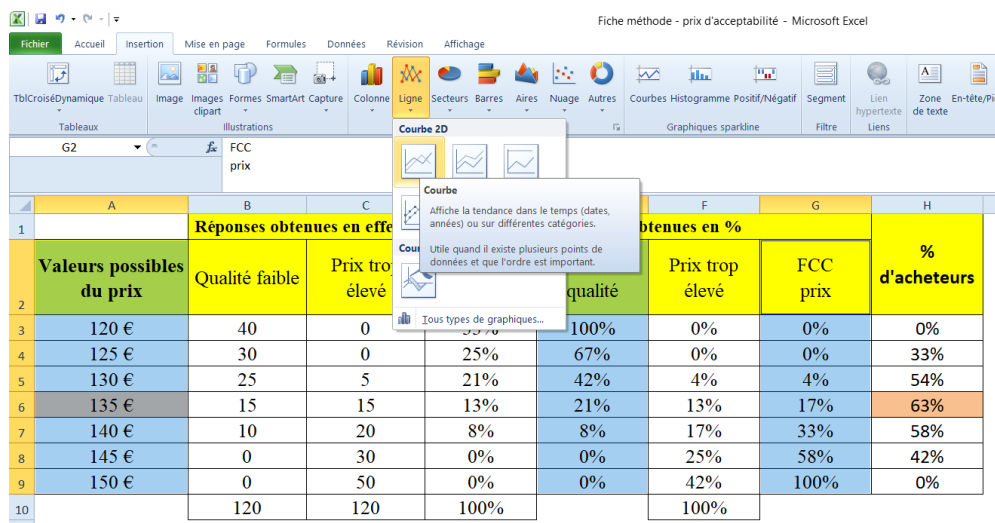 Fiche méthode - prix d'acceptabilité - Microsoft Excel
Fichier Accueil Insertion Mise en page Formules Données Révision Affichage
TblCroiséDynamique Tableau Image Images clipart Formes SmartArt Capture Colonne Ligne Secteurs Barres Aires Nuage Autres Courbes Histogramme Positif/Négatif Segment Lien hypertexte Zone de texte En-tête/Pi
Tableaux Illustrations Graphiques sparkline Filtre Liens
G2 fx FCC
prix
Courbe 2D
Courbe
Affiche la tendance dans le temps (dates,
années) ou sur différentes catégories.
Utile quand il existe plusieurs points de
données et que l'ordre est important.
Cour
Tous types de graphiques...
A B C F G H
1 Réponses obtenues en effe btenues en %
2 Valeurs possibles du prix Qualité faible Prix tro élevé qualité Prix trop élevé FCC prix % d'acheteurs
3 120 € 40 0 33% 100% 0% 0% 0%
4 125 € 30 0 25% 67% 0% 0% 33%
5 130 € 25 5 21% 42% 4% 4% 54%
6 135 € 15 15 13% 21% 13% 17% 63%
7 140 € 10 20 8% 8% 17% 33% 58%
8 145 € 0 30 0% 0% 25% 58% 42%
9 150 € 0 50 0% 0% 42% 100% 0%
10 120 120 100% 100%